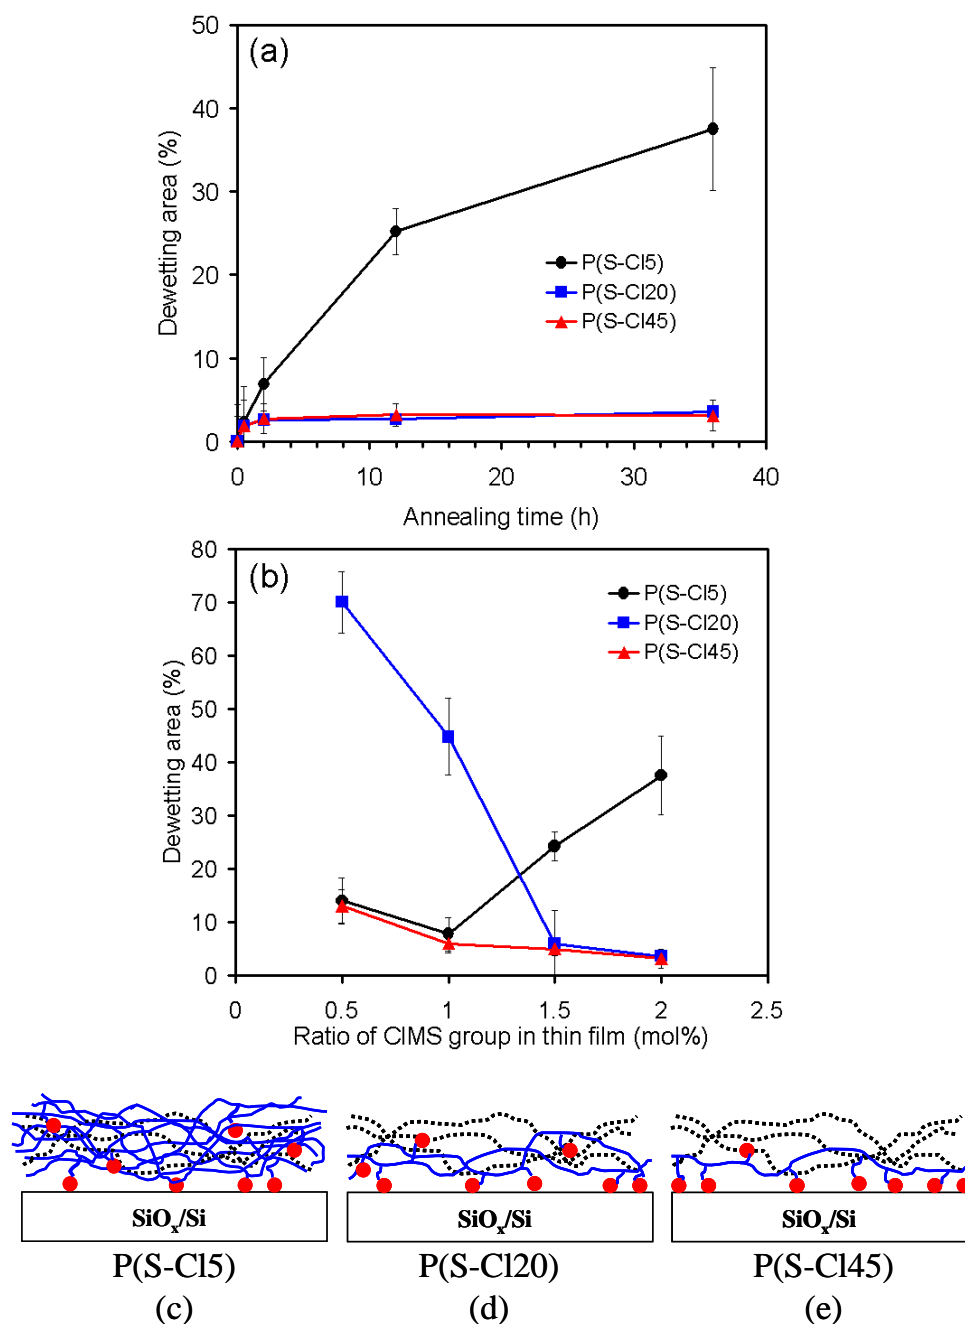 (a)
50
40
30
20
10
0
Dewetting area (%)
P(S-Cl5)
P(S-Cl20)
P(S-Cl45)
0 10 20 30 40
Annealing time (h)
(b)
80
70
60
50
40
30
20
10
0
Dewetting area (%)
P(S-Cl5)
P(S-Cl20)
P(S-Cl45)
0 0.5 1 1.5 2 2.5
Ratio of ClMS group in thin film (mol%)
SiOx/Si SiOx/Si SiOx/Si
P(S-Cl5) P(S-Cl20) P(S-Cl45)
(c) (d) (e)